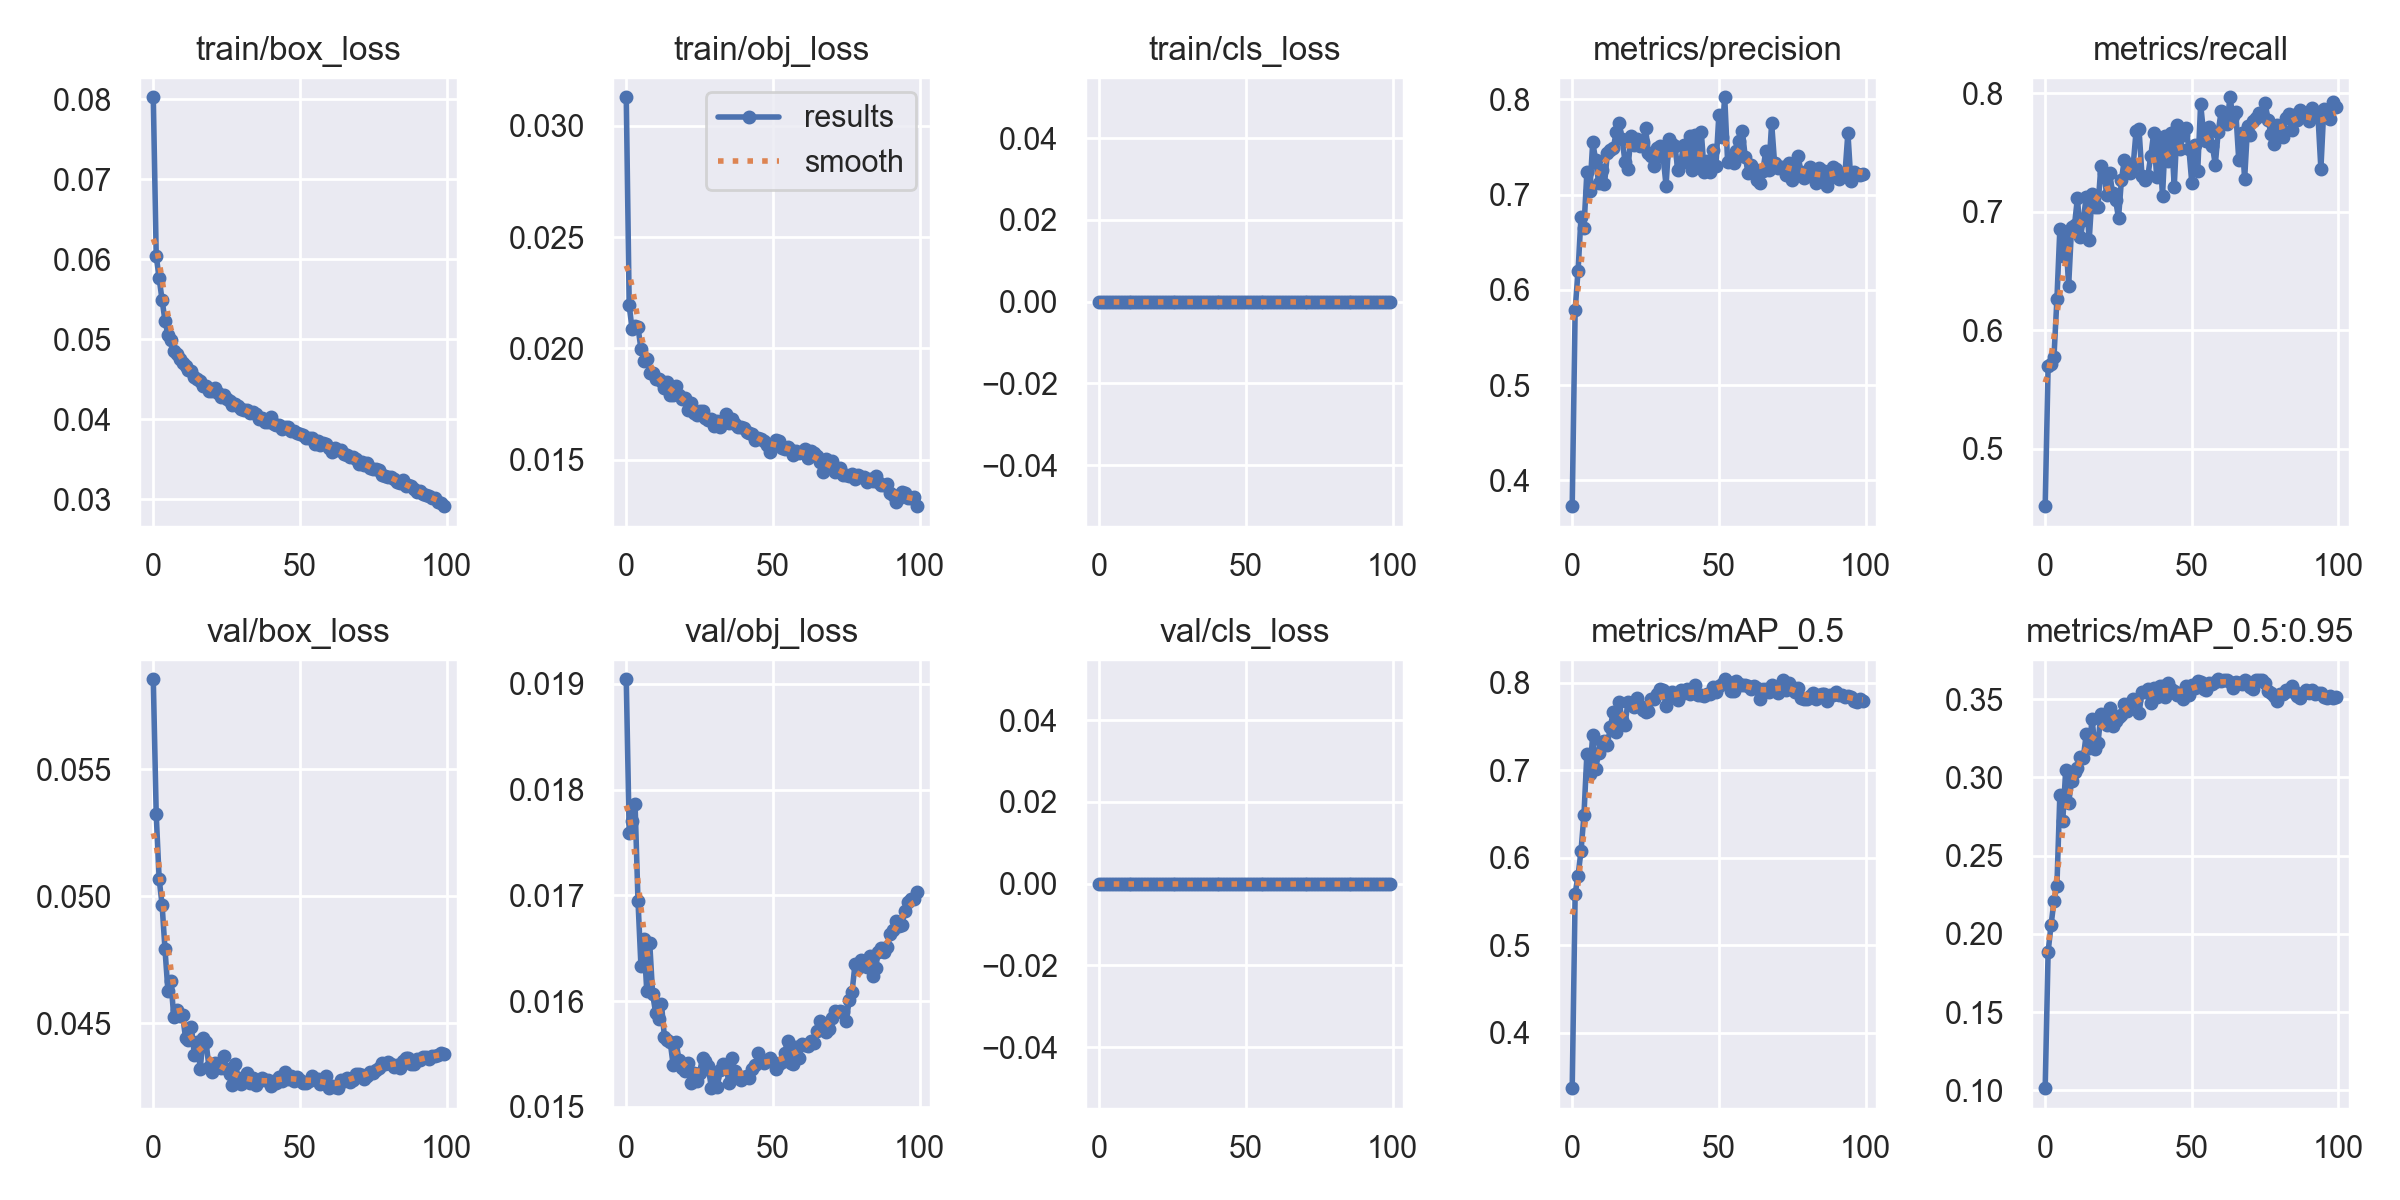 train/box_loss
train/obj_loss
train/cls_loss
metrics/precision
metrics/recall
0.08
0.07
0.06
0.05
0.04
0.03
0 50 100
0.030
0.025
0.020
0.015
results
smooth
0 50 100
0.04
0.02
0.00
−0.02
−0.04
0 50 100
0.8
0.7
0.6
0.5
0.4
0 50 100
0.8
0.7
0.6
0.5
0 50 100
val/box_loss
val/obj_loss
val/cls_loss
metrics/mAP_0.5
metrics/mAP_0.5:0.95
0.055
0.050
0.045
0 50 100
0.019
0.018
0.017
0.016
0.015
0 50 100
0.04
0.02
0.00
−0.02
−0.04
0 50 100
0.8
0.7
0.6
0.5
0.4
0 50 100
0.35
0.30
0.25
0.20
0.15
0.10
0 50 100